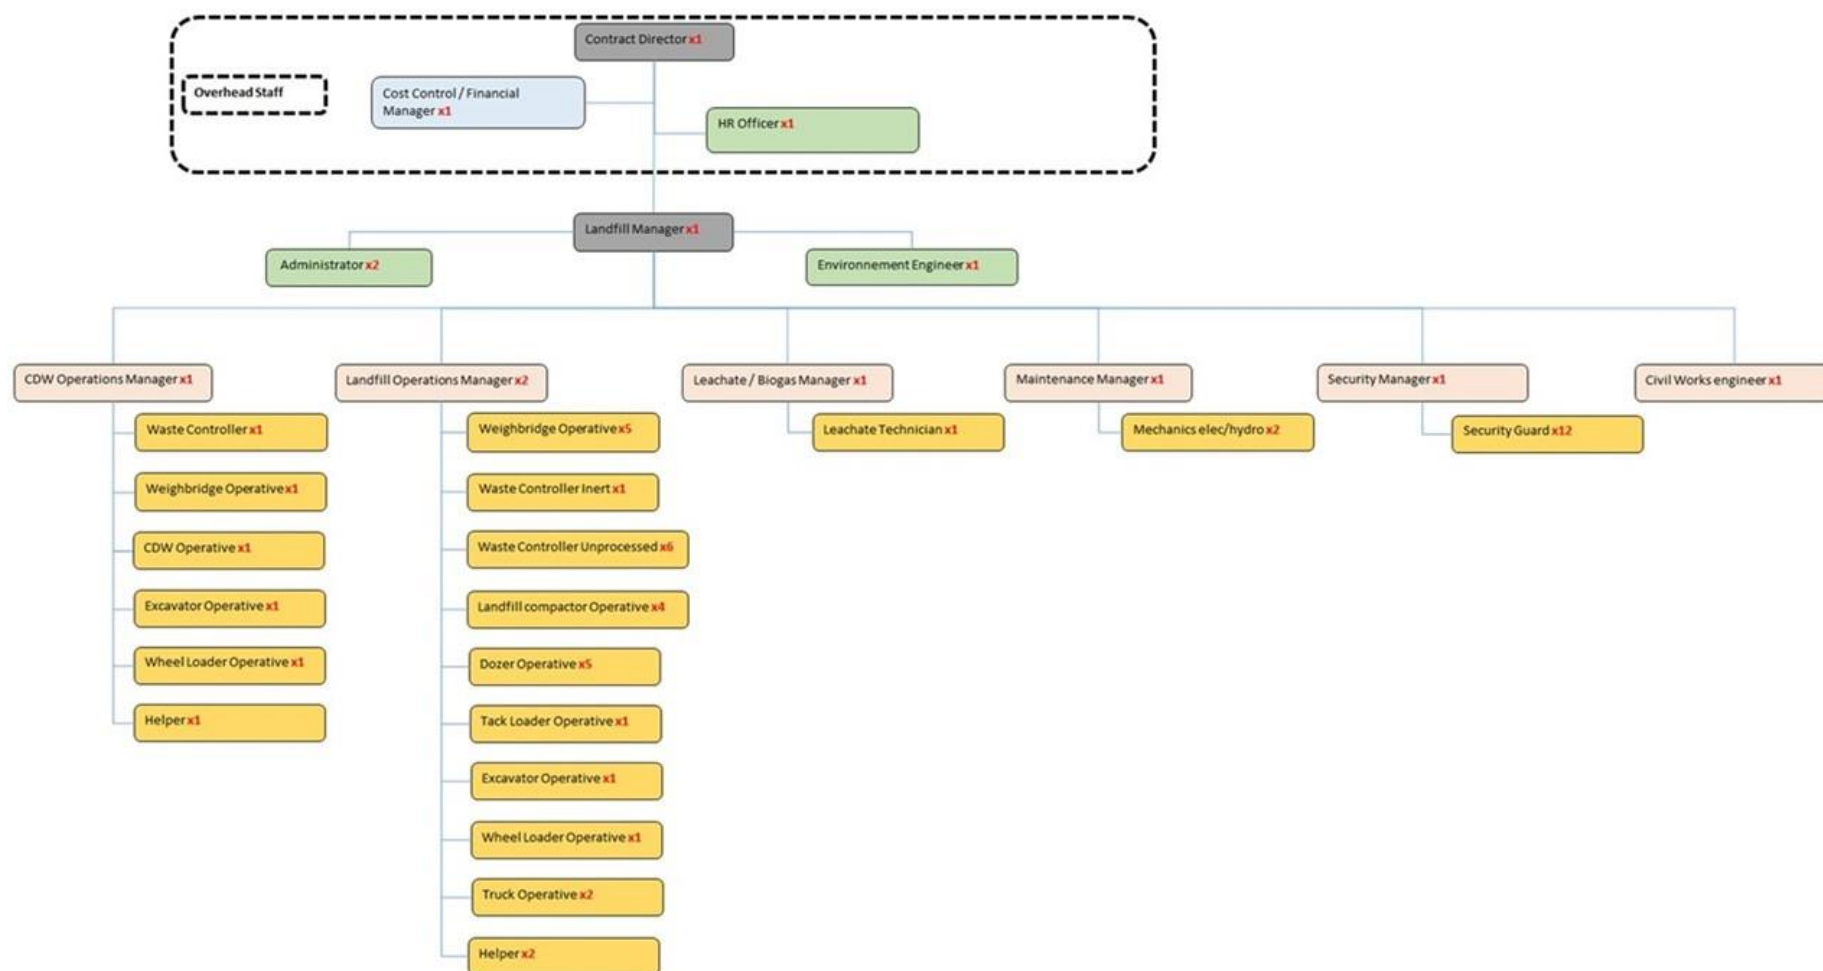 Contract Director x1
Overhead Staff
Cost Control / Financial
Manager x1
HR Officer x1
Landfill Manager x1
Administrator x2
Environnement Engineer x1
CDW Operations Manager x1
Landfill Operations Manager x2
Leachate / Biogas Manager x1
Maintenance Manager x1
Security Manager x1
Civil Works engineer x1
Waste Controller x1
Weighbridge Operative x1
CDW Operative x1
Excavator Operative x1
Wheel Loader Operative x1
Helper x1
Weighbridge Operative x5
Waste Controller Inert x1
Waste Controller Unprocessed x6
Landfill compactor Operative x4
Dozer Operative x5
Tack Loader Operative x1
Excavator Operative x1
Wheel Loader Operative x1
Truck Operative x2
Helper x2
Leachate Technician x1
Mechanics elec/hydro x2
Security Guard x12